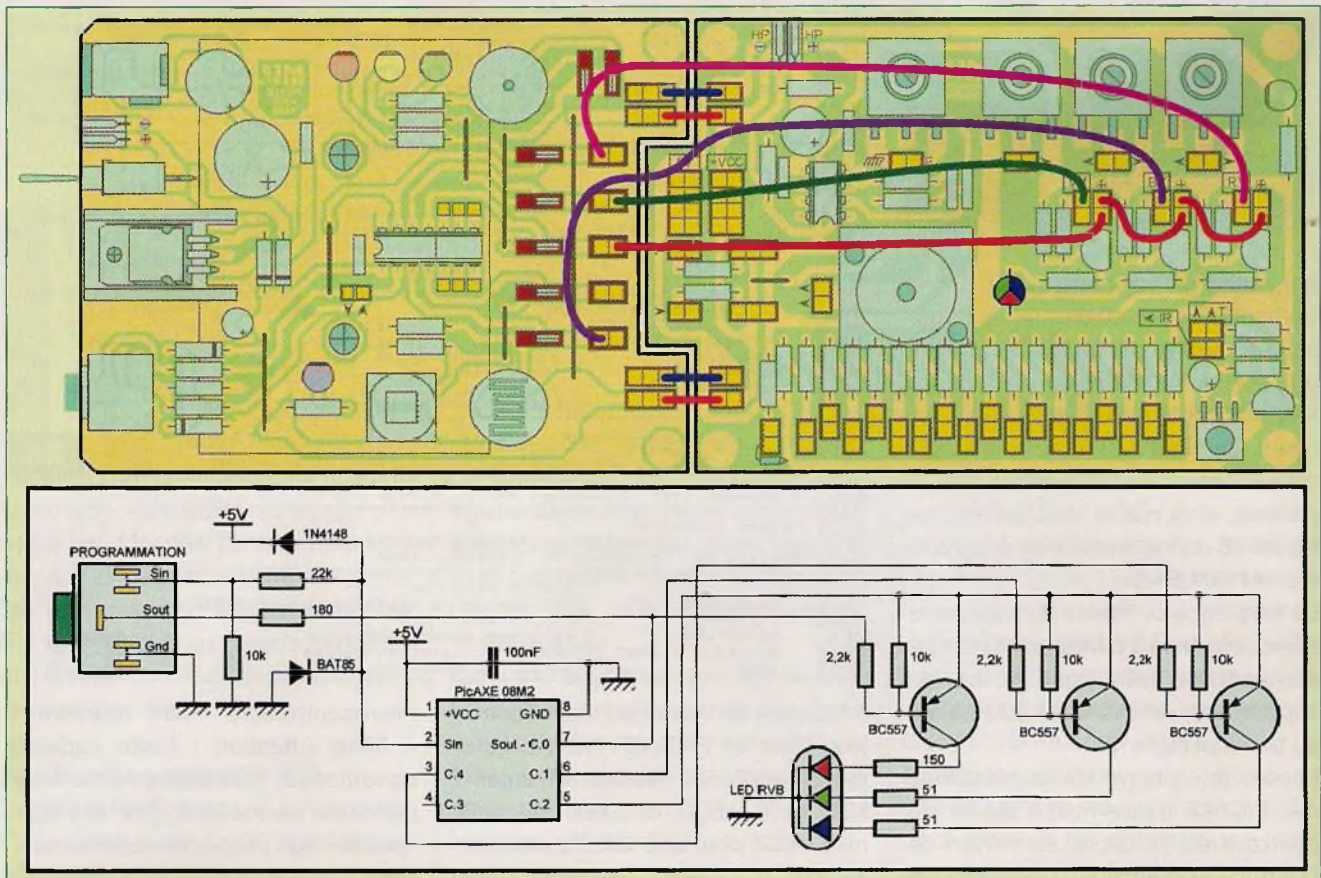 HP HP
+VCC
R
A AT
A IR
+5V
1N4148
PROGRAMMATION
Sin
22k
Sout
180
Gnd
10k
BAT85
+5V
100nF
PicAXE 08M2
1 +VCC GND 8
2 Sin Sout - C.0 7
3 C.4 C.1 6
4 C.3 C.2 5
2,2k 10k
BC557
2,2k 10k
BC557
2,2k 10k
BC557
150
LED RVB
51
51